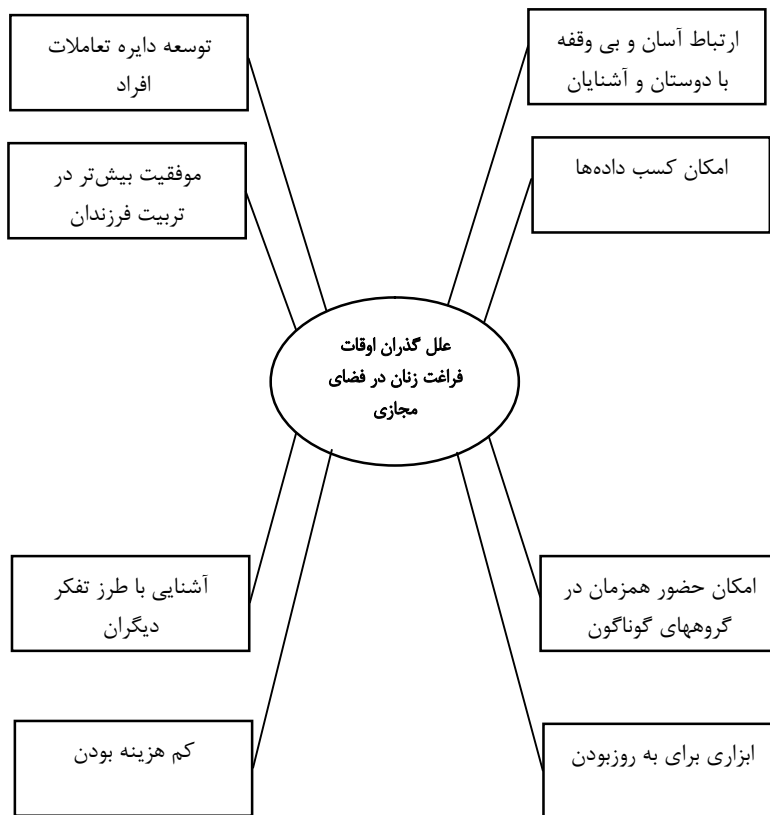 ارتباط آسان و بی وقفه
با دوستان و آشنایان
توسعه دایره تعاملات
افراد
امکان کسب داده‌ها
موفقیت بیش‌تر در
تربیت فرزندان
علل گذران اوقات
فراغت زنان در فضای
مجازی
امکان حضور همزمان در
گروههای گوناگون
آشنایی با طرز تفکر
دیگران
ابزاری برای به روزبودن
کم هزینه بودن